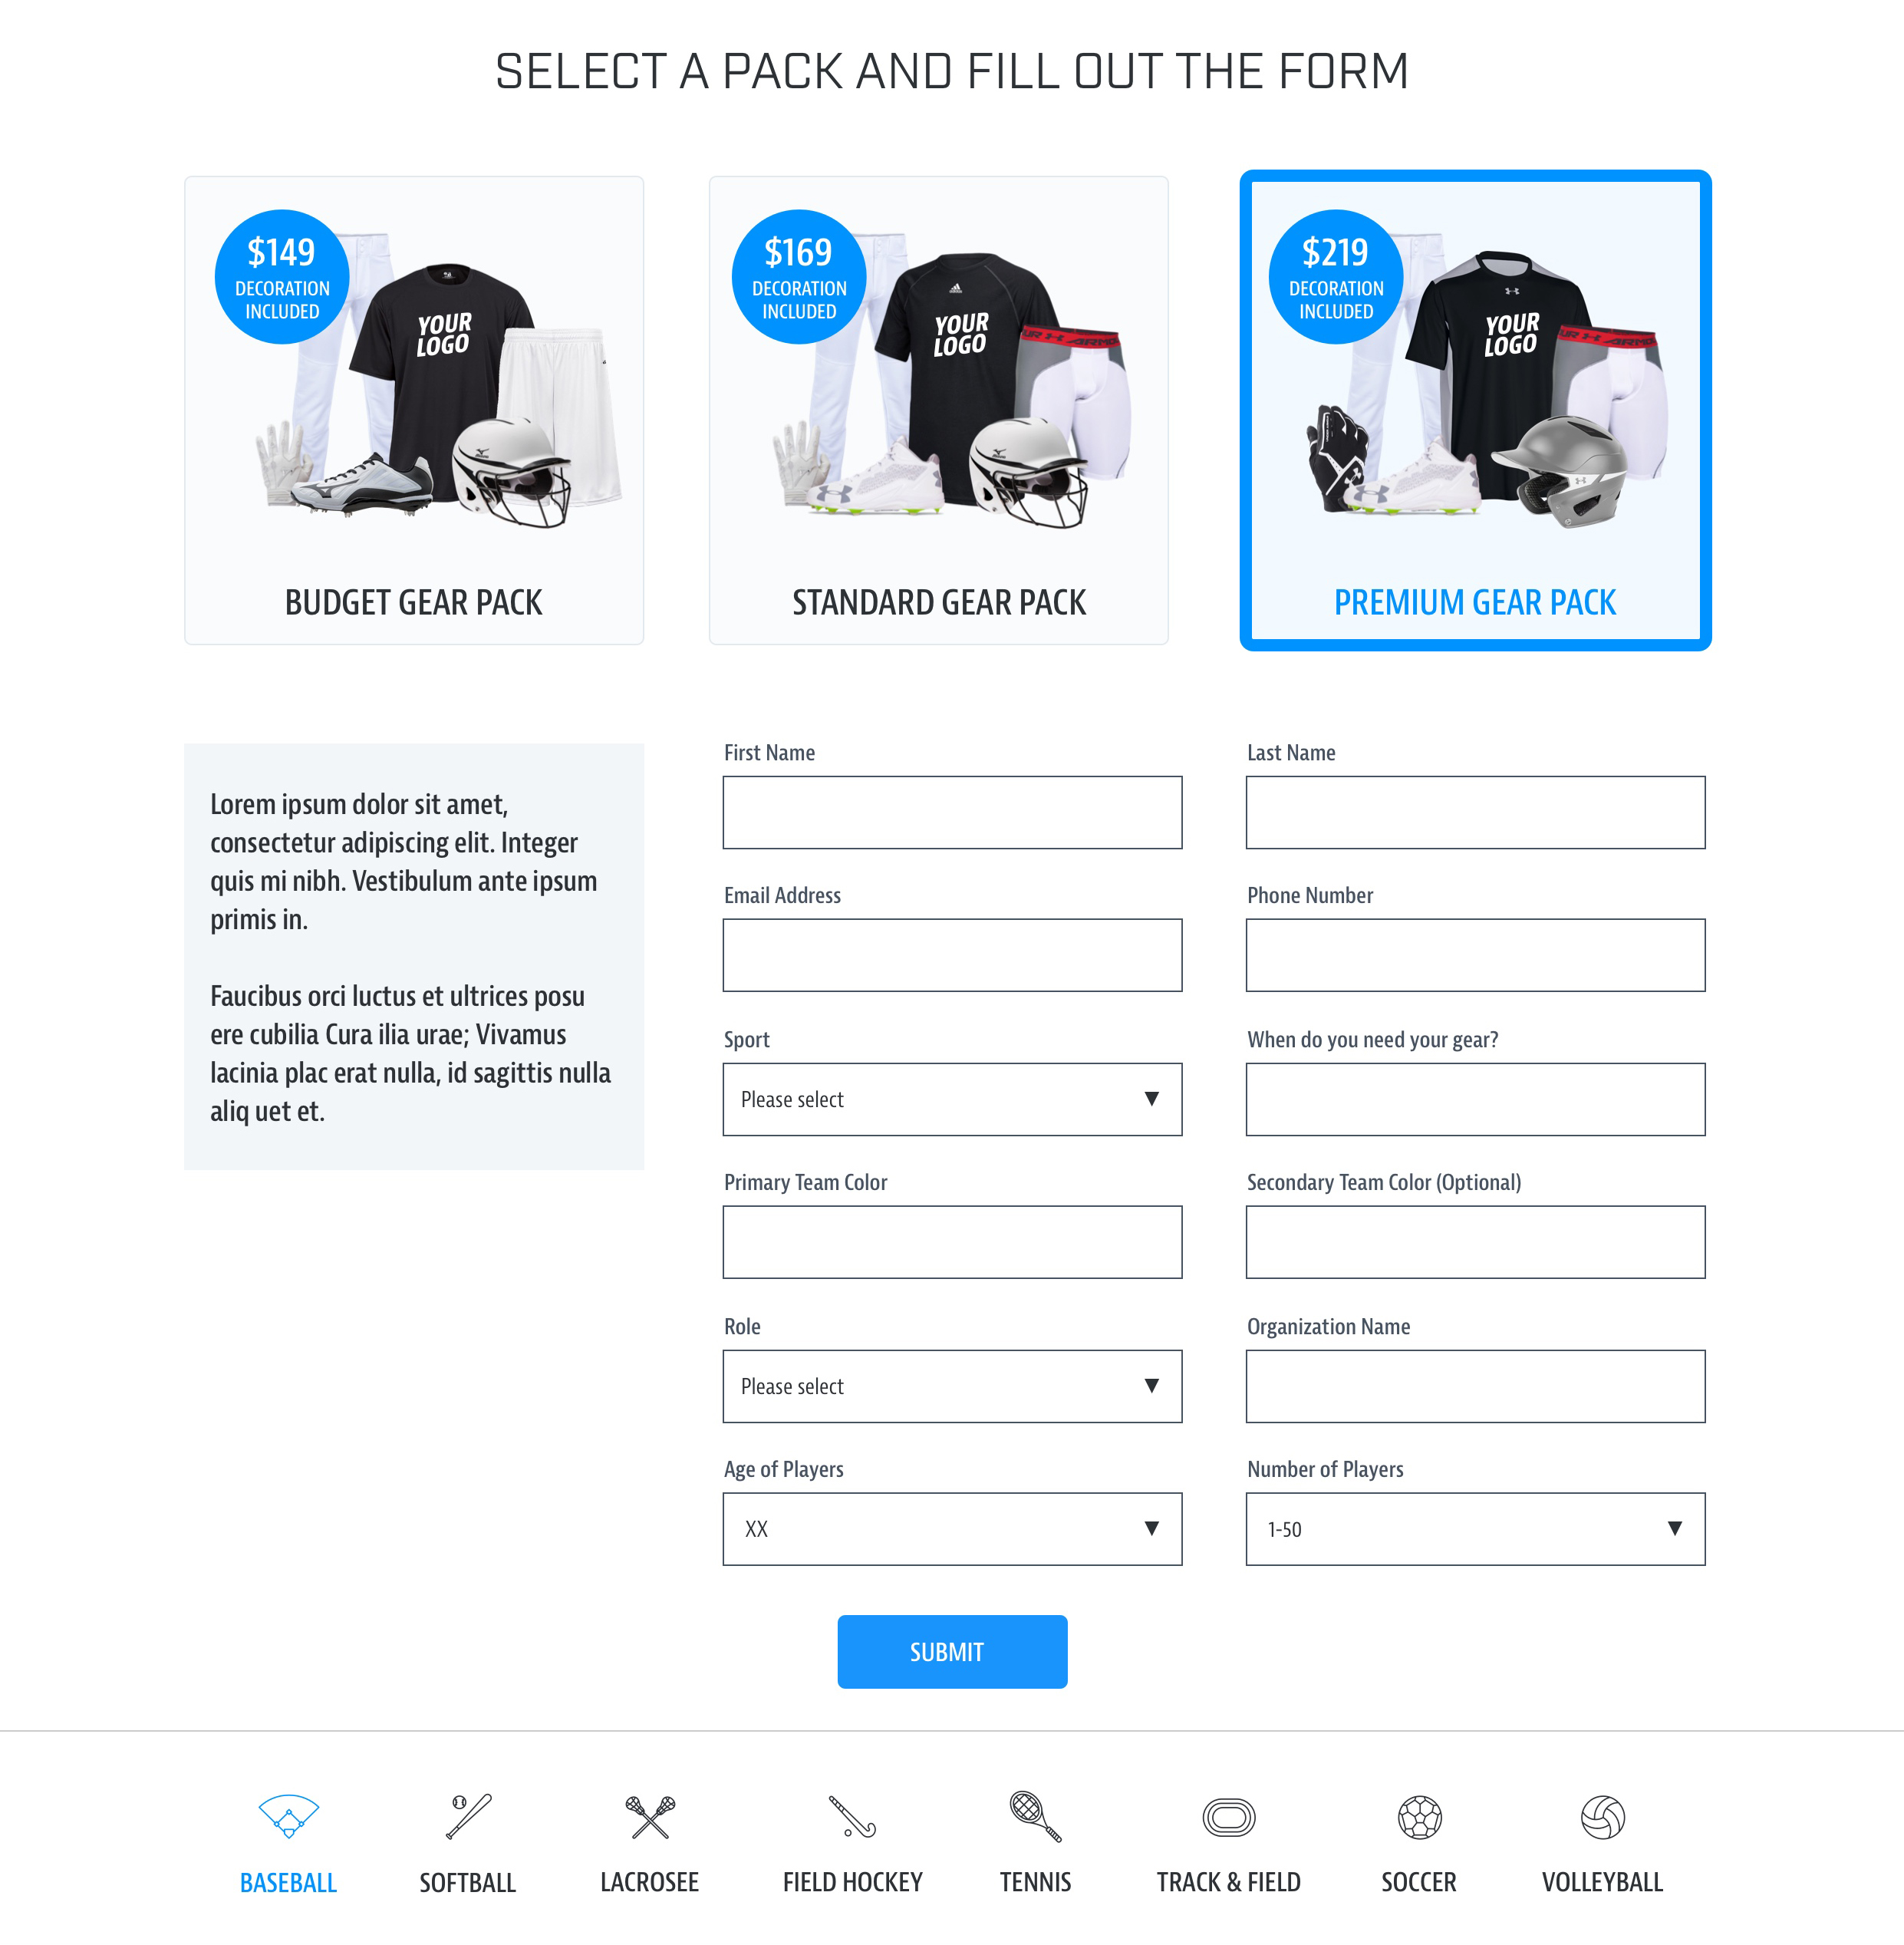 SELECT A PACK AND FILL OUT THE FORM
$149
DECORATION
INCLUDED
YOUR
LOGO
BUDGET GEAR PACK
$169
DECORATION
INCLUDED
YOUR
LOGO
STANDARD GEAR PACK
$219
DECORATION
INCLUDED
YOUR
LOGO
PREMIUM GEAR PACK
Lorem ipsum dolor sit amet,
consectetur adipiscing elit. Integer
quis mi nibh. Vestibulum ante ipsum
primis in.
Faucibus orci luctus et ultrices posu
ere cubilia Cura ilia urae; Vivamus
lacinia plac erat nulla, id sagittis nulla
aliq uet et.
First Name
Last Name
Email Address
Phone Number
Sport
Please select
When do you need your gear?
Primary Team Color
Secondary Team Color (Optional)
Role
Please select
Organization Name
Age of Players
XX
Number of Players
1-50
SUBMIT
BASEBALL
SOFTBALL
LACROSEE
FIELD HOCKEY
TENNIS
TRACK & FIELD
SOCCER
VOLLEYBALL